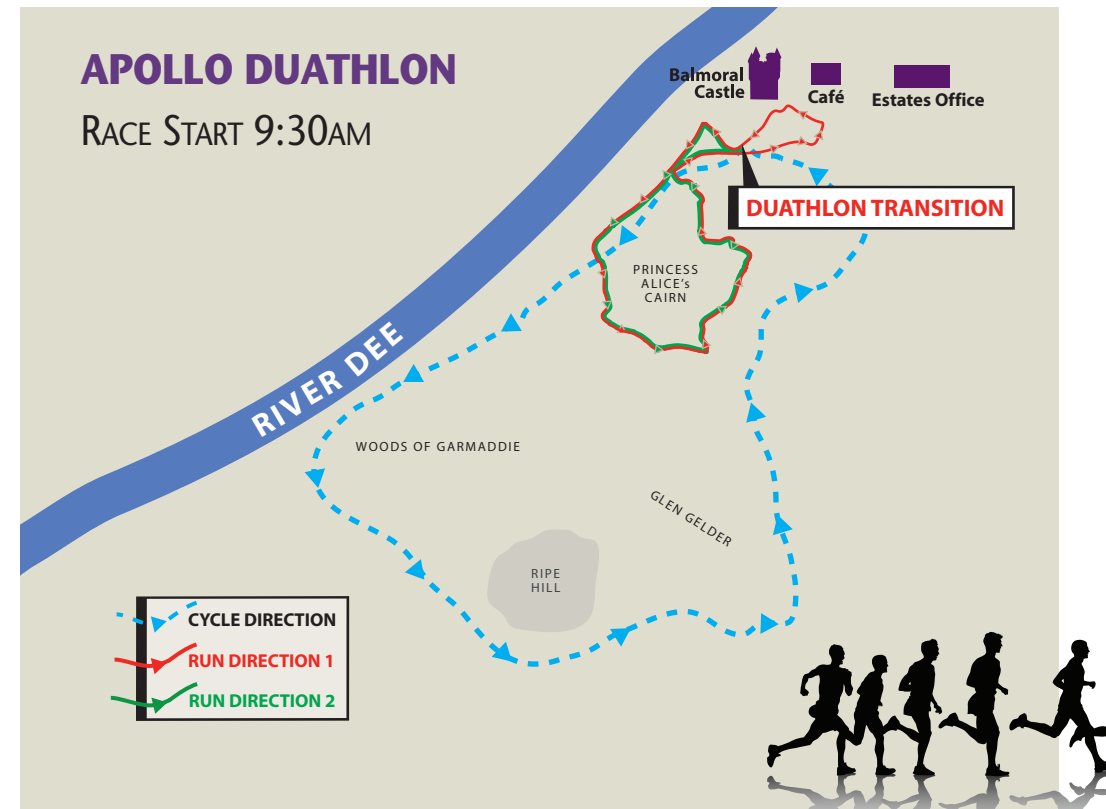 APOLLO DUATHLON
RACE START 9:30AM
Balmoral
Castle
Café
Estates Office
DUATHLON TRANSITION
PRINCESS
ALICE's
CAIRN
RIVER DEE
WOODS OF GARMADDIE
GLEN GELDER
RIPE
HILL
CYCLE DIRECTION
RUN DIRECTION 1
RUN DIRECTION 2